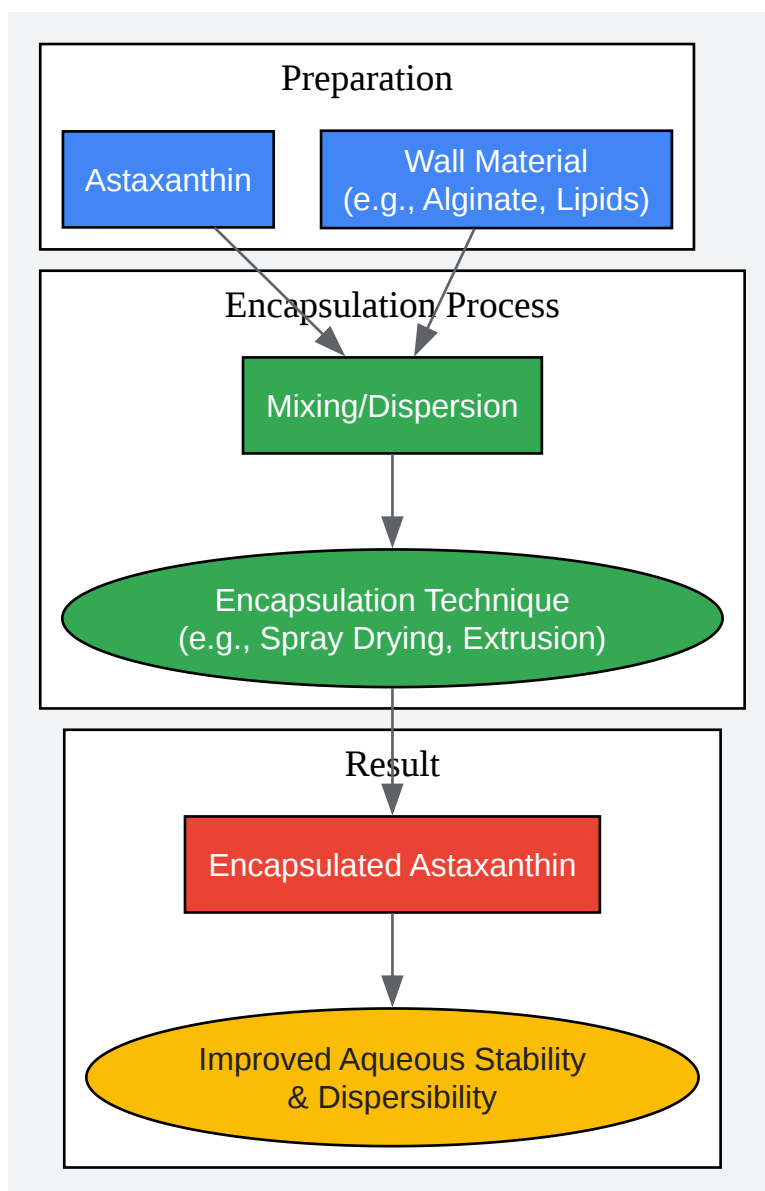 Preparation
Astaxanthin
Wall Material
(e.g., Alginate, Lipids)
Encapsulation Process
Mixing/Dispersion
Encapsulation Technique
(e.g., Spray Drying, Extrusion)
Result
Encapsulated Astaxanthin
Improved Aqueous Stability
& Dispersibility